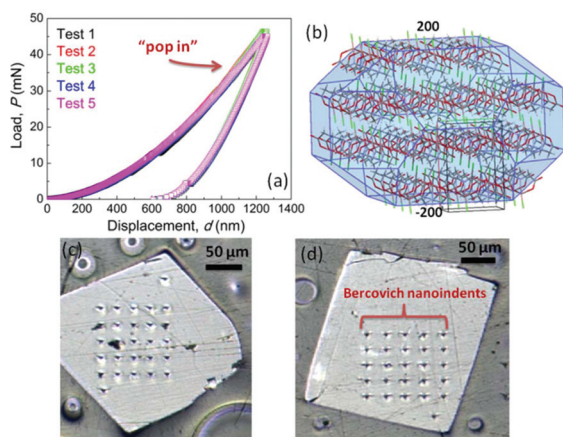 50
40
30
20
10
0
Load, P (mN)
Test 1
Test 2
Test 3
Test 4
Test 5
"pop in"
(a)
0 200 400 600 800 1000 1200 1400
Displacement, d (nm)
(b)
200
-200
(c)
50 µm
(d)
50 µm
Bercovich nanoindents